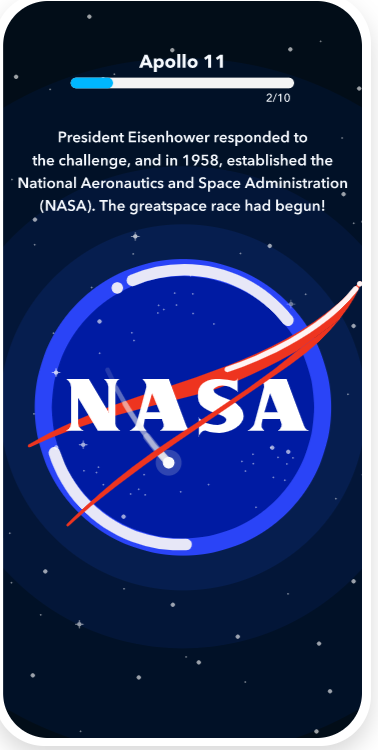 Apollo 11
2/10
President Eisenhower responded to
the challenge, and in 1958, established the
National Aeronautics and Space Administration
(NASA). The greatspace race had begun!
NASA